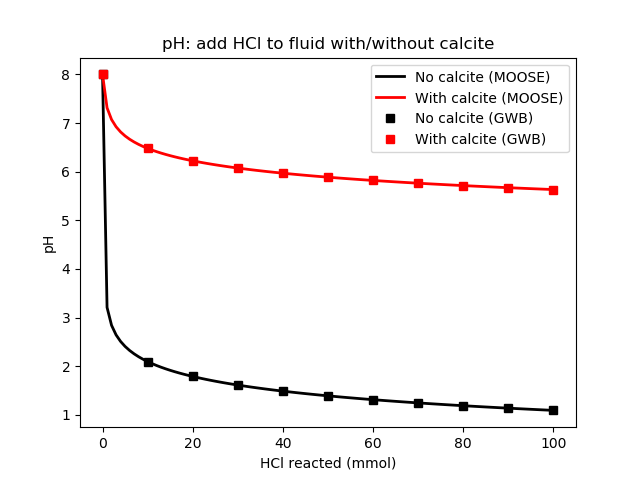 pH: add HCl to fluid with/without calcite
No calcite (MOOSE)
With calcite (MOOSE)
No calcite (GWB)
With calcite (GWB)
8
7
6
5
4
3
2
1
pH
0 20 40 60 80 100
HCl reacted (mmol)